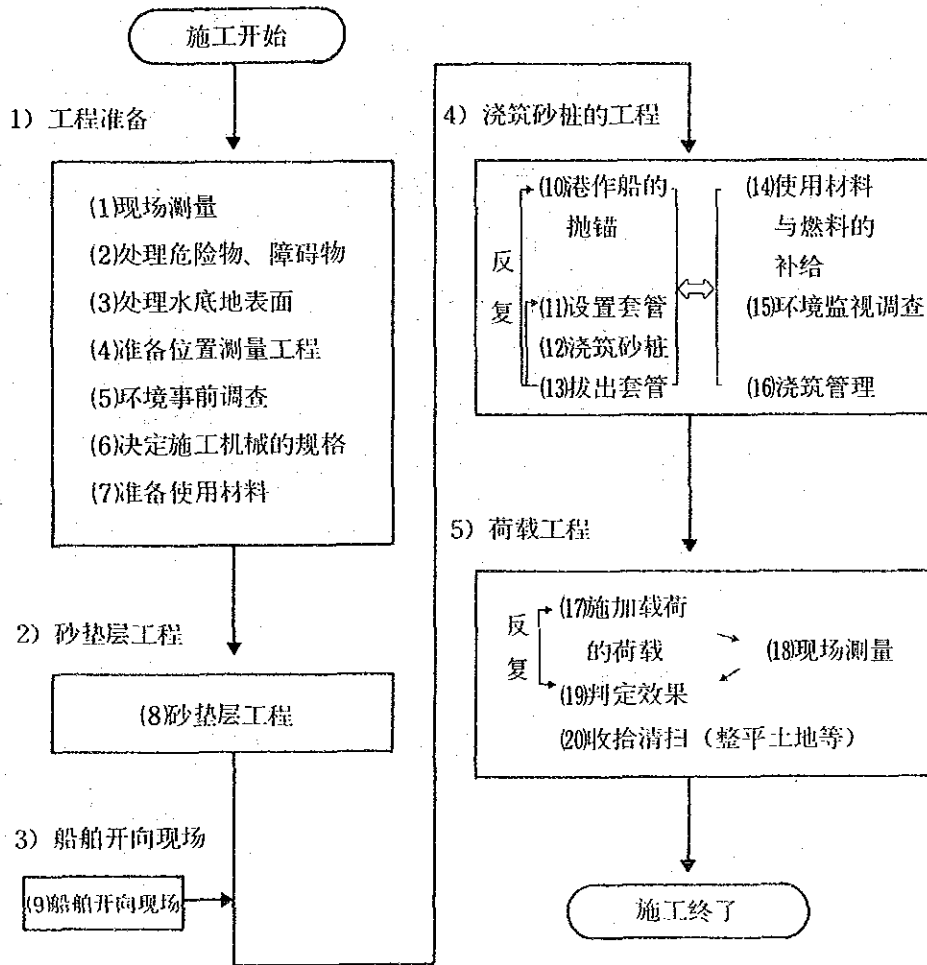 施工开始
1) 工程准备
(1)现场测量
(2)处理危险物、障碍物
(3)处理水底地表面
(4)准备位置测量工程
(5)环境事前调查
(6)决定施工机械的规格
(7)准备使用材料
2) 砂垫层工程
(8)砂垫层工程
3) 船舶开向现场
(9)船舶开向现场
4) 浇筑砂桩的工程
反
复
(10)港作船的
抛锚
(11)设置套管
(12)浇筑砂桩
(13)拔出套管
(14)使用材料
与燃料的
补给
(15)环境监视调查
(16)浇筑管理
5) 荷载工程
反
复
(17)施加载荷
的荷载
(18)现场测量
(19)判定效果
(20)收拾清扫（整平土地等）
施工终了